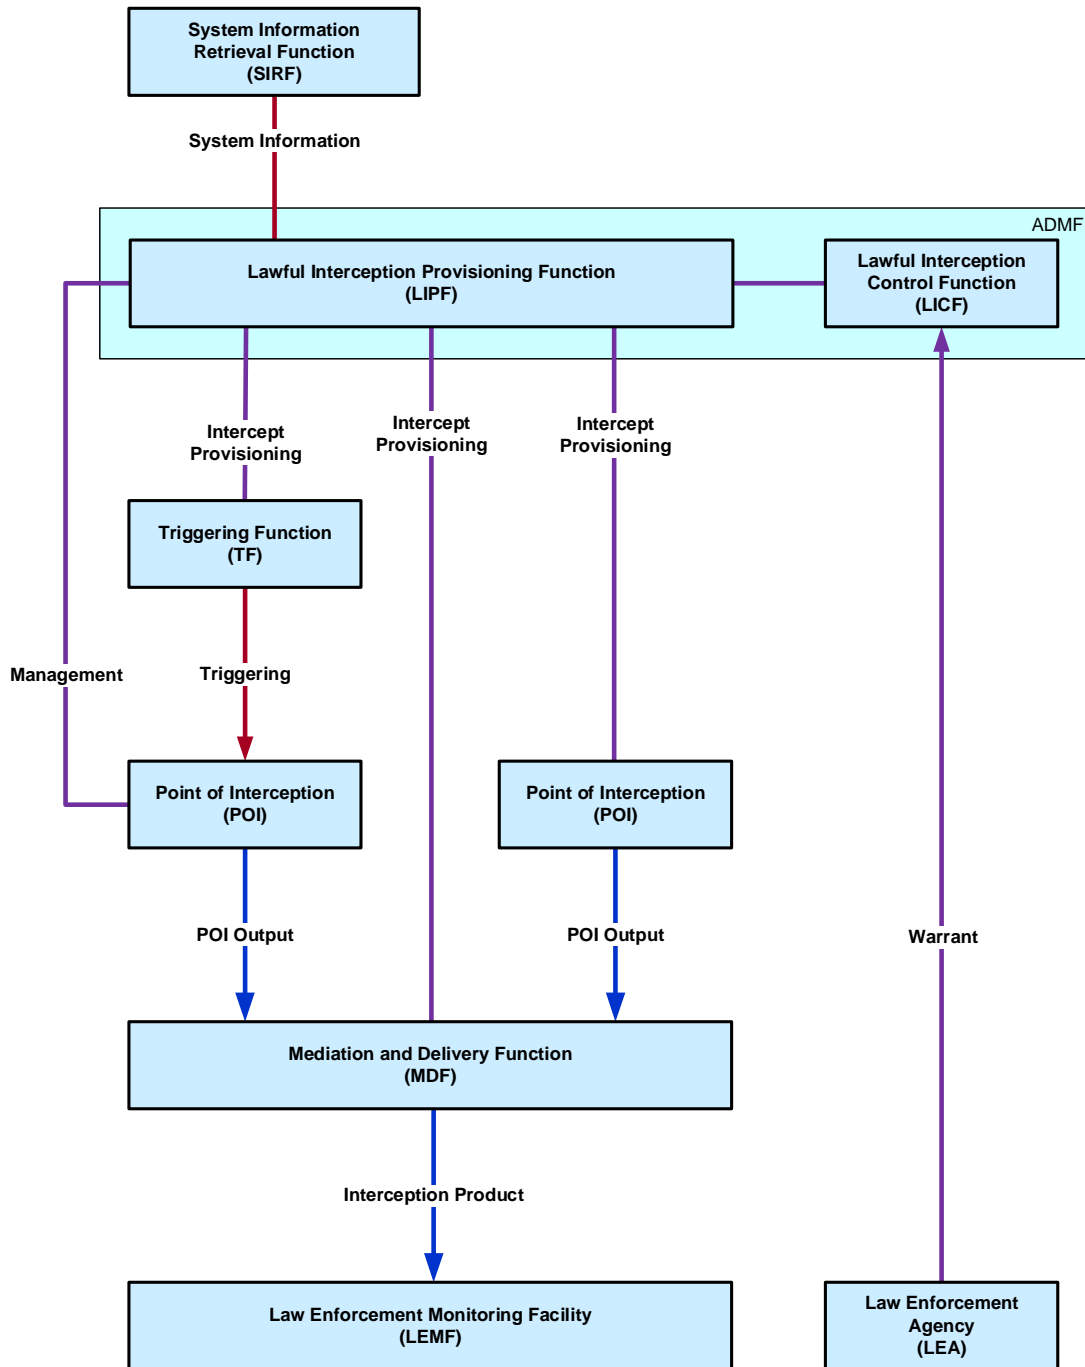 System Information
Retrieval Function
(SIRF)
System Information
ADMF
Lawful Interception Provisioning Function
(LIPF)
Lawful Interception
Control Function
(LICF)
Intercept
Provisioning
Intercept
Provisioning
Intercept
Provisioning
Triggering Function
(TF)
Management
Triggering
Point of Interception
(POI)
Point of Interception
(POI)
POI Output
POI Output
Warrant
Mediation and Delivery Function
(MDF)
Interception Product
Law Enforcement Monitoring Facility
(LEMF)
Law Enforcement
Agency
(LEA)